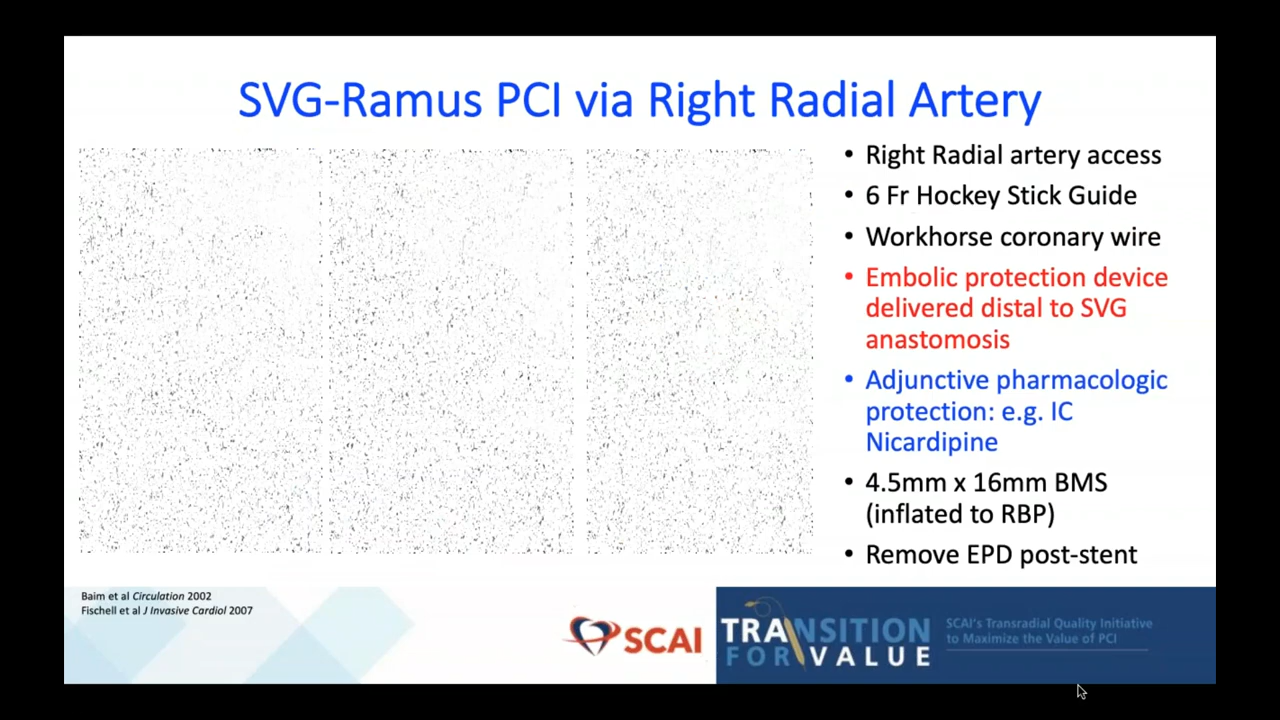 SVG-Ramus PCI via Right Radial Artery
• Right Radial artery access
• 6 Fr Hockey Stick Guide
• Workhorse coronary wire
• Embolic protection device
delivered distal to SVG
anastomosis
• Adjunctive pharmacologic
protection: e.g. IC
Nicardipine
• 4.5mm x 16mm BMS
(inflated to RBP)
• Remove EPD post-stent
Baim et al Circulation 2002
Fischell et al J Invasive Cardiol 2007
SCAI
TRANSITION
FOR VALUE
SCAI's Transradial Quality Initiative
to Maximize the Value of PCI